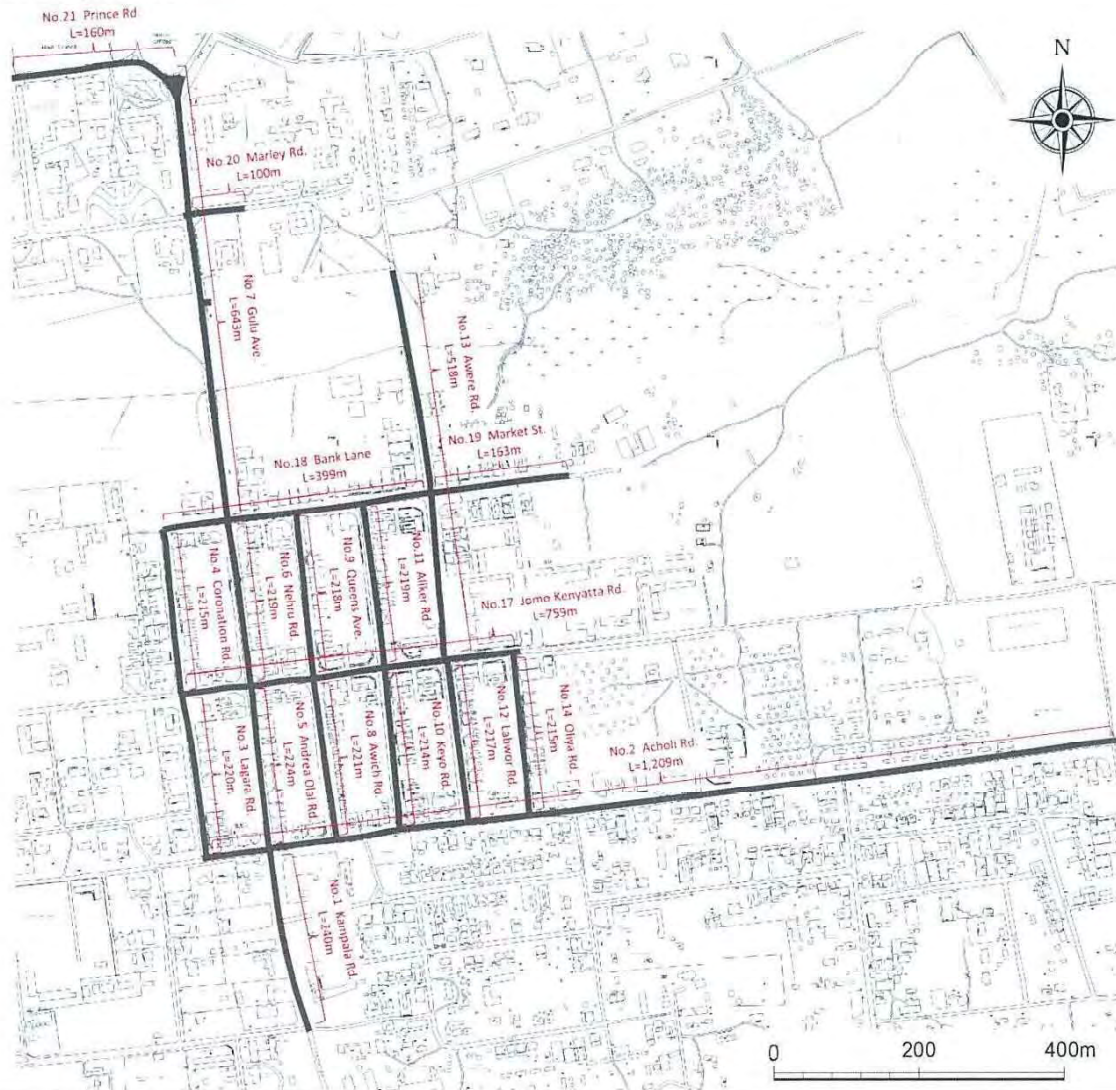 No.21 Prince Rd
L=160m
N
No.20 Marley Rd.
L=100m
No 7 Gulu Ave.
L=643m
No.13 Awere Rd.
L=518m
No.19 Market St.
L=163m
No.18 Bank Lane
L=399m
No.4 Coronation Rd.
L=215m
No.6 Nehru Rd.
L=219m
No.9 Queens Ave.
L=218m
No.11 Aliker Rd.
L=219m
No.17 Jomo Kenyatta Rd.
L=759m
No.3 Lagara Rd.
L=220m
No.5 Andrea Olal Rd.
L=224m
No.8 Awich Rd.
L=221m
No.10 Keyo Rd.
L=214m
No.12 Labwor Rd.
L=217m
No.14 Oliya Rd.
L=215m
No.2 Acholi Rd.
L=1,209m
No.1 Kampala Rd.
L=240m
0 200 400m